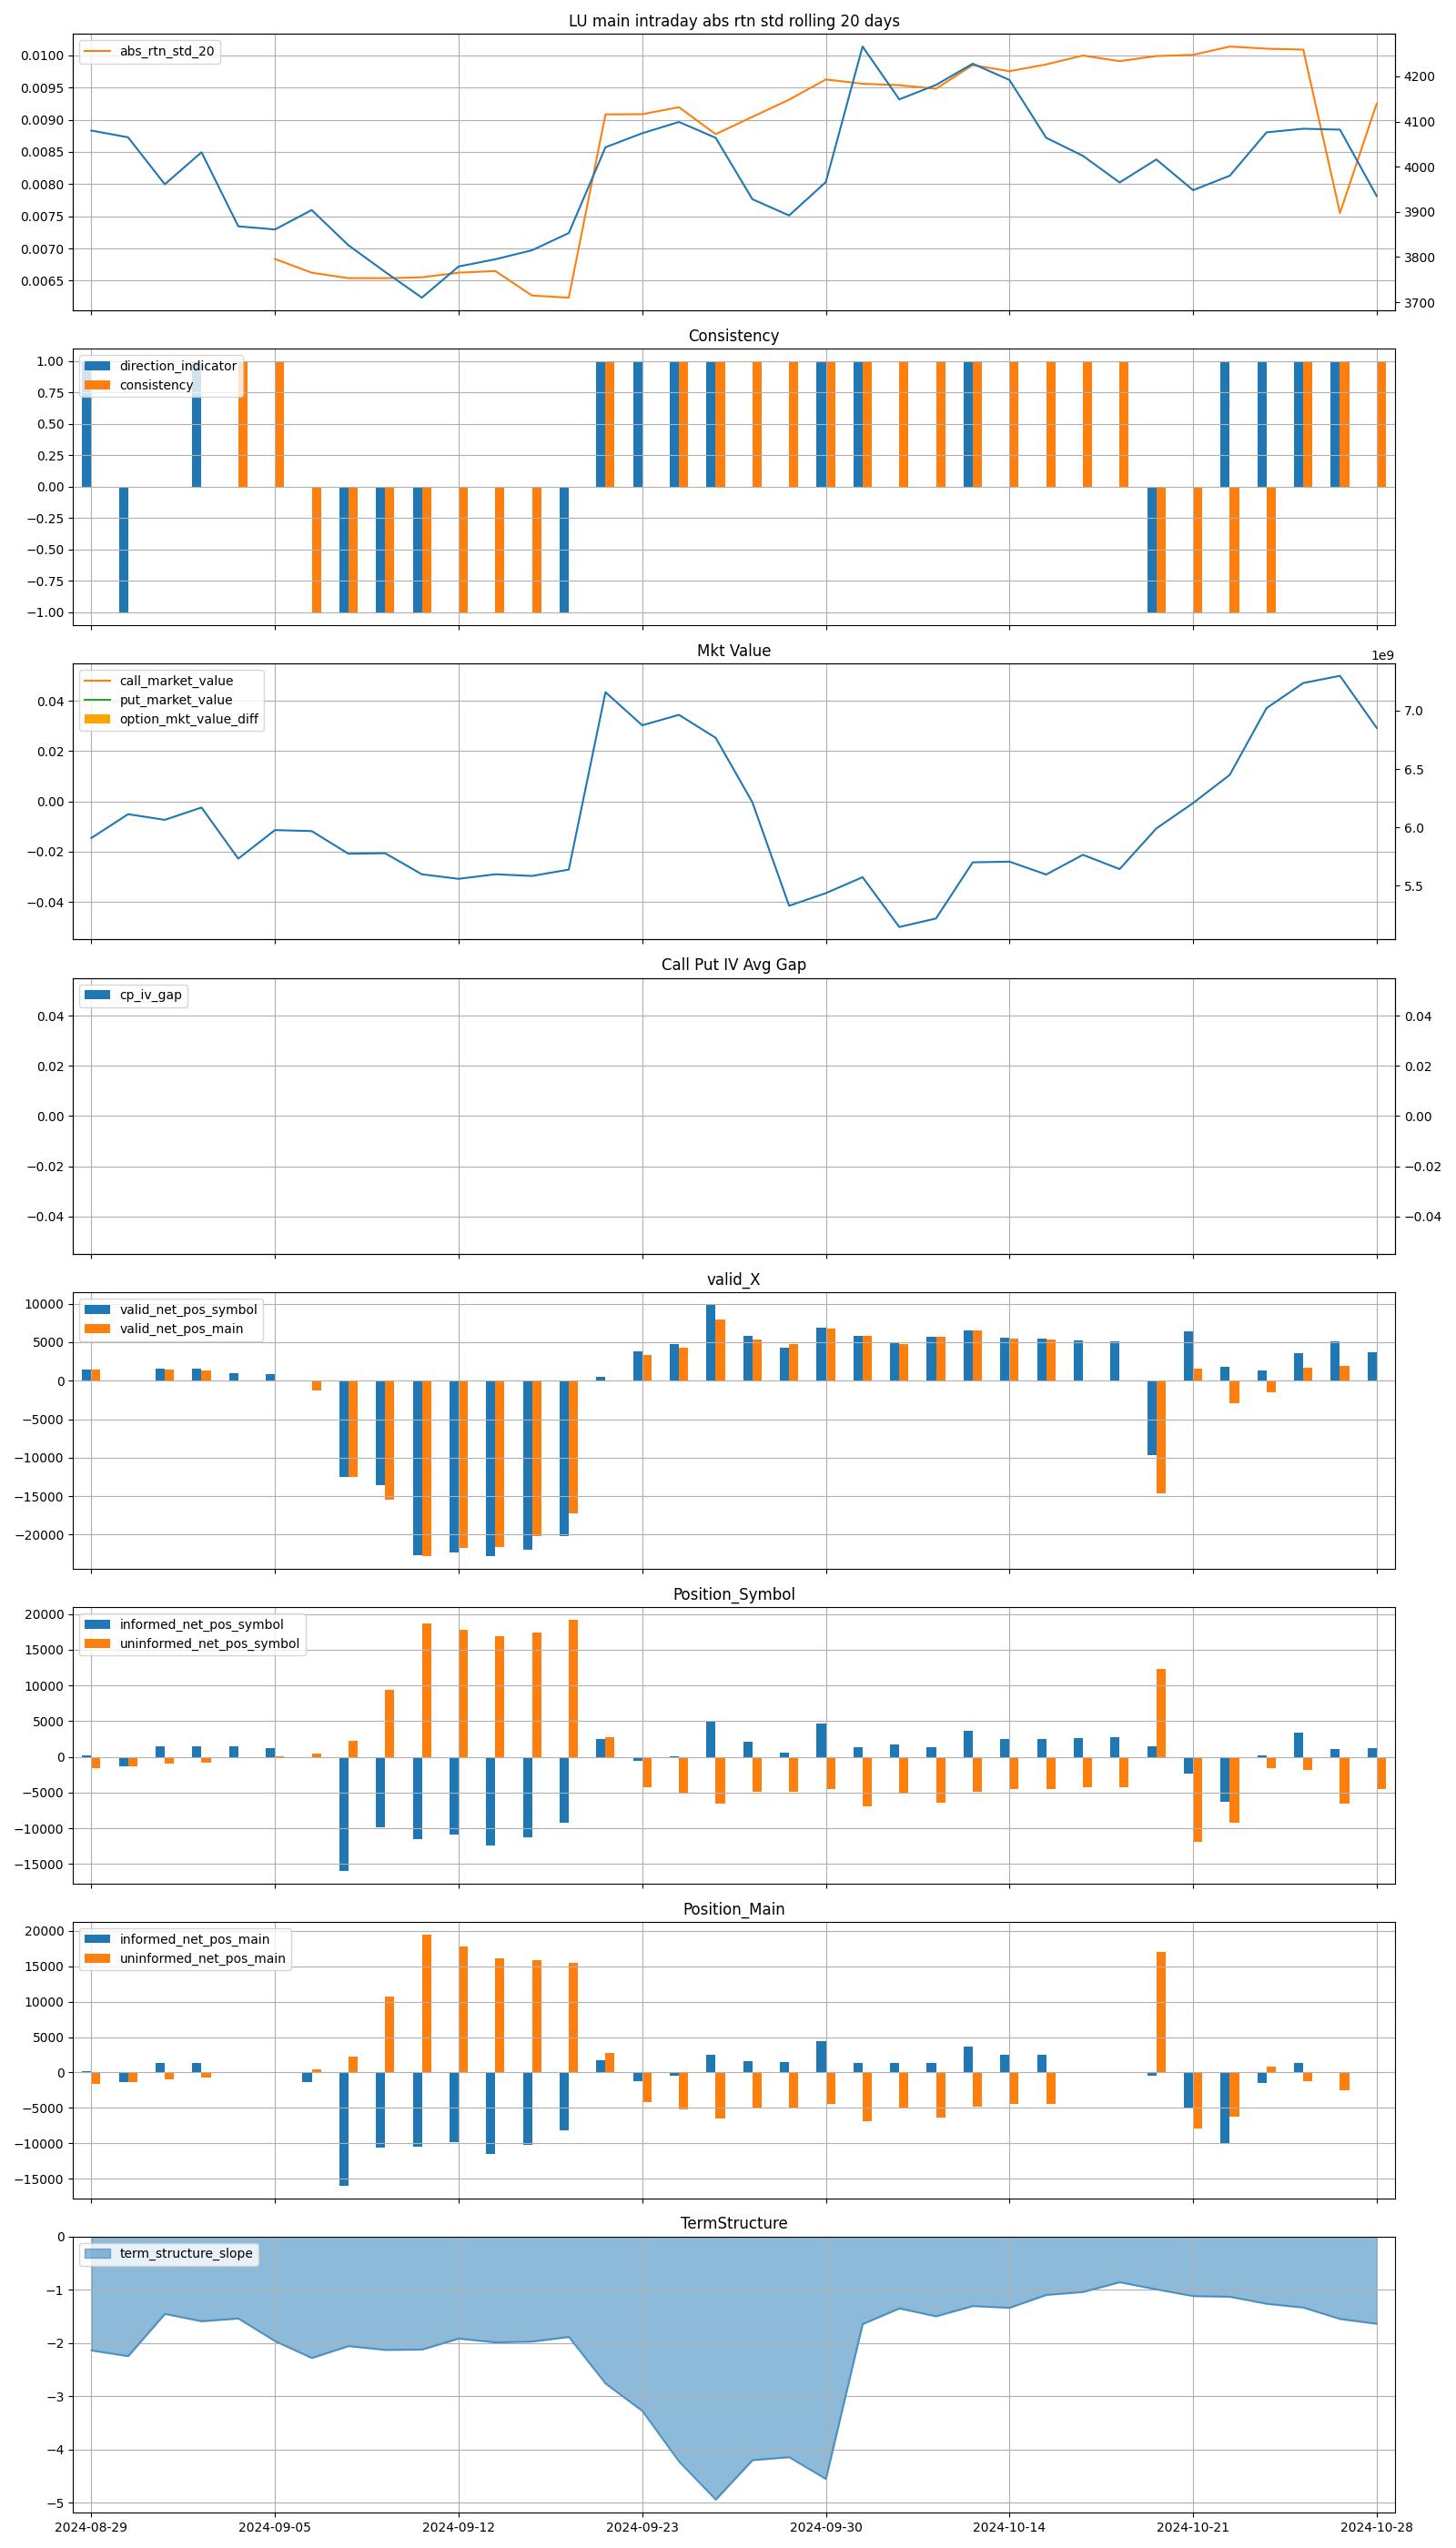 LU main intraday abs rtn std rolling 20 days
abs_rtn_std_20
0.0100
0.0095
0.0090
0.0085
0.0080
0.0075
0.0070
0.0065
4200
4100
4000
3900
3800
3700
Consistency
direction_indicator
consistency
1.00
0.75
0.50
0.25
0.00
−0.25
−0.50
−0.75
−1.00
Mkt Value
1e9
call_market_value
put_market_value
option_mkt_value_diff
0.04
0.02
0.00
−0.02
−0.04
7.0
6.5
6.0
5.5
Call Put IV Avg Gap
cp_iv_gap
0.04
0.02
0.00
−0.02
−0.04
0.04
0.02
0.00
−0.02
−0.04
valid_X
valid_net_pos_symbol
valid_net_pos_main
10000
5000
0
−5000
−10000
−15000
−20000
Position_Symbol
informed_net_pos_symbol
uninformed_net_pos_symbol
20000
15000
10000
5000
0
−5000
−10000
−15000
Position_Main
informed_net_pos_main
uninformed_net_pos_main
20000
15000
10000
5000
0
−5000
−10000
−15000
TermStructure
term_structure_slope
0
−1
−2
−3
−4
−5
2024-08-29 2024-09-05 2024-09-12 2024-09-23 2024-09-30 2024-10-14 2024-10-21 2024-10-28